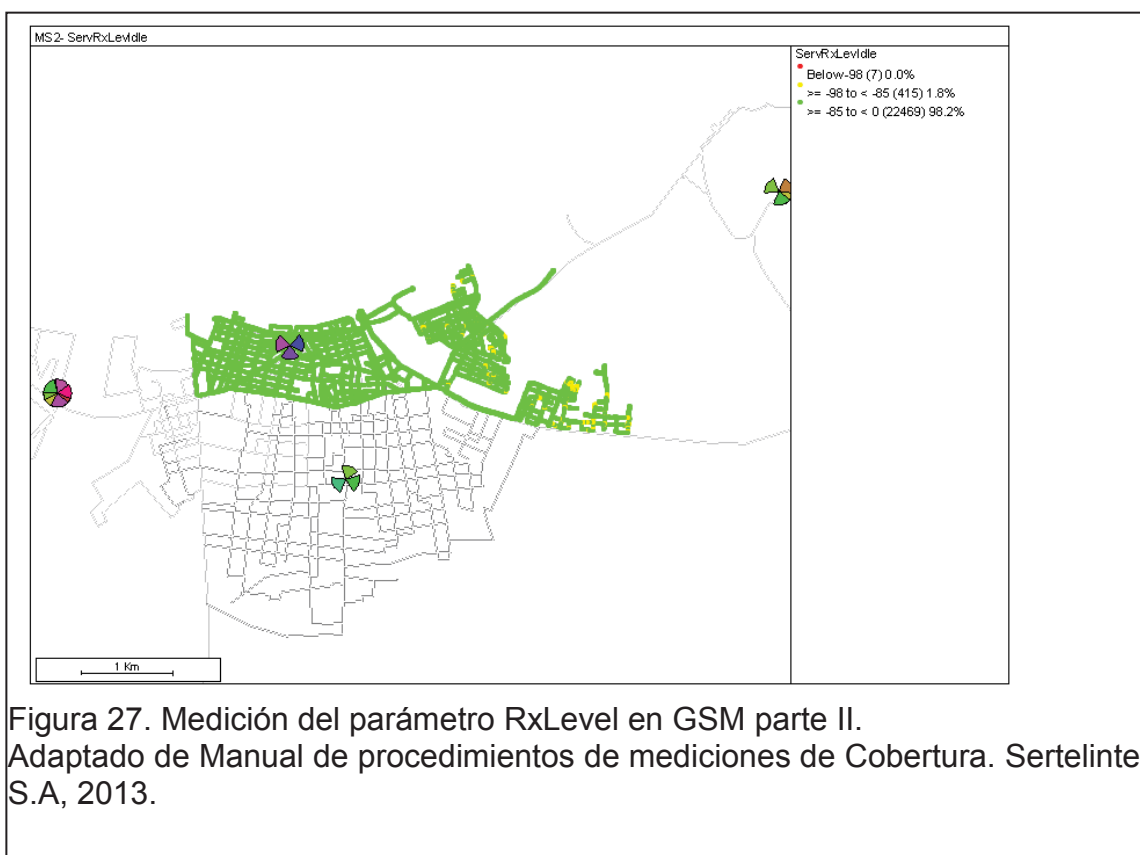 MS2- ServRxLevIdle
ServRxLevIdle
Below-98 (7) 0.0%
>= -98 to < -85 (415) 1.8%
>= -85 to < 0 (22469) 98.2%
1 Km
Figura 27. Medición del parámetro RxLevel en GSM parte II.
Adaptado de Manual de procedimientos de mediciones de Cobertura. Sertelinte
S.A, 2013.